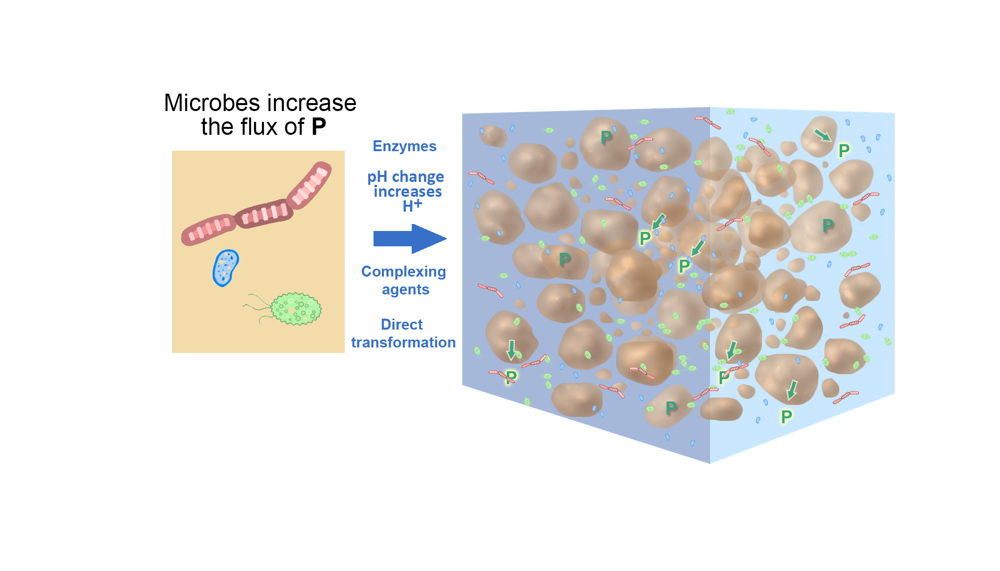 Microbes increase
the flux of P
Enzymes
pH change
increases
H+
Complexing
agents
Direct
transformation
P
P
P
P
P
P
P
P
P
P